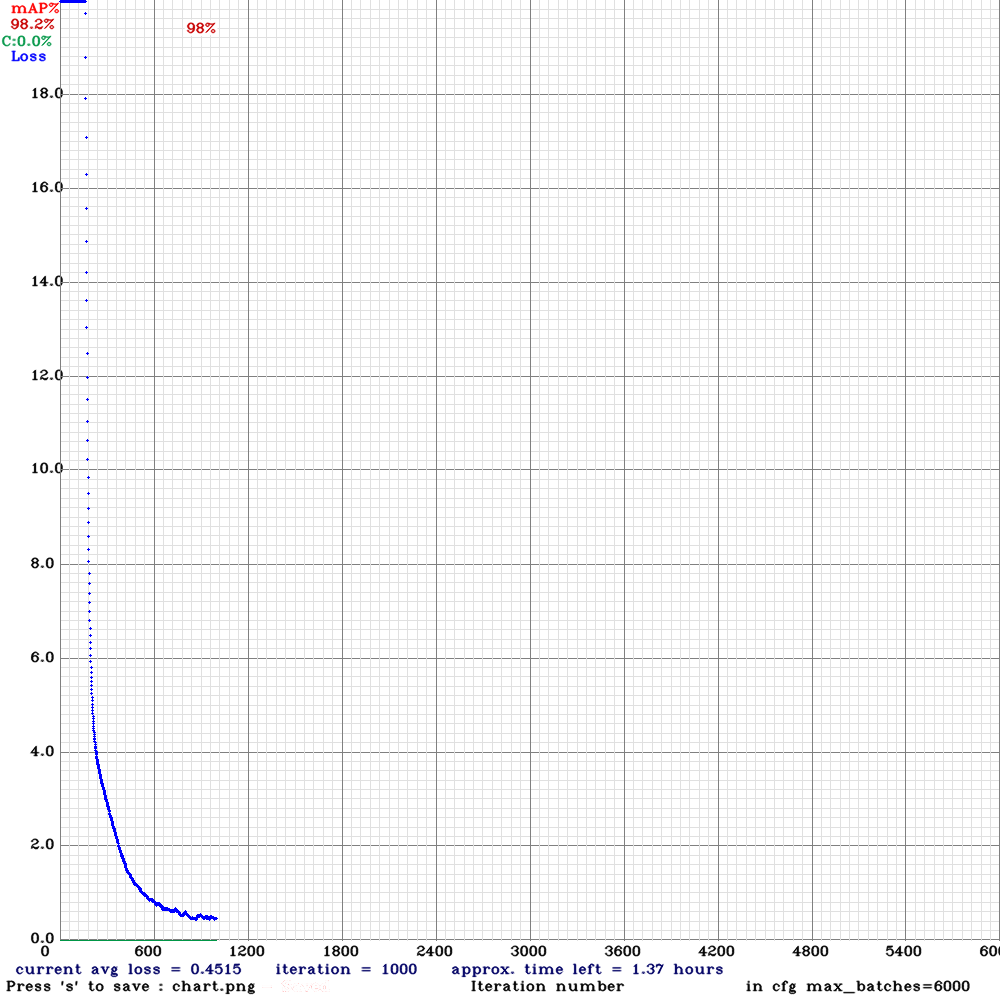 mAP%
98.2%
98%
C:0.0%
Loss
18.0
16.0
14.0
12.0
10.0
8.0
6.0
4.0
2.0
0.0
0 600 1200 1800 2400 3000 3600 4200 4800 5400 600
current avg loss = 0.4515 iteration = 1000 approx. time left = 1.37 hours
Press 's' to save : chart.png Iteration number in cfg max_batches=6000